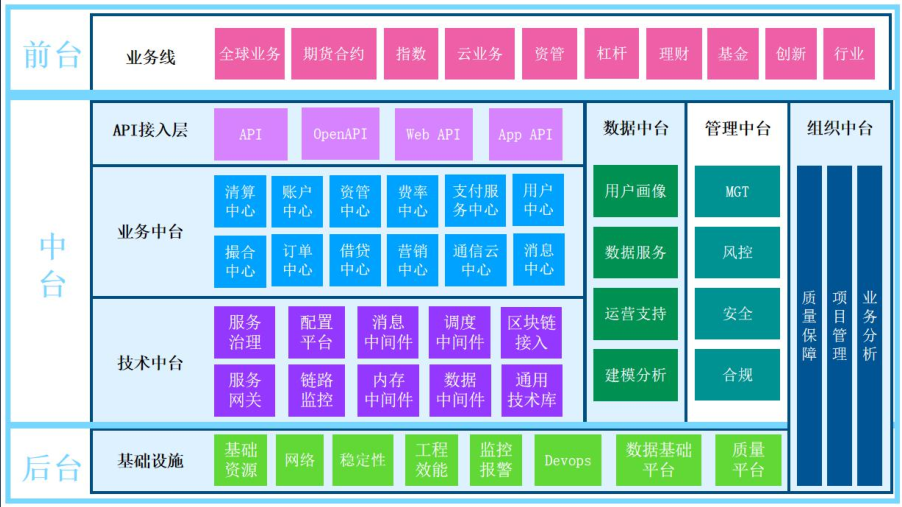 前台
业务线
全球业务
期货合约
指数
云业务
资管
杠杆
理财
基金
创新
行业
中
台
API接入层
API
OpenAPI
Web API
App API
业务中台
清算
中心
账户
中心
资管
中心
费率
中心
支付服
务中心
用户
中心
撮合
中心
订单
中心
借贷
中心
营销
中心
通信云
中心
消息
中心
技术中台
服务
治理
配置
平台
消息
中间件
调度
中间件
区块链
接入
服务
网关
链路
监控
内存
中间件
数据
中间件
通用
技术库
数据中台
用户画像
数据服务
运营支持
建模分析
管理中台
MGT
风控
安全
合规
组织中台
质量保障
项目管理
业务分析
后台
基础设施
基础
资源
网络
稳定性
工程
效能
监控
报警
Devops
数据基础
平台
质量
平台